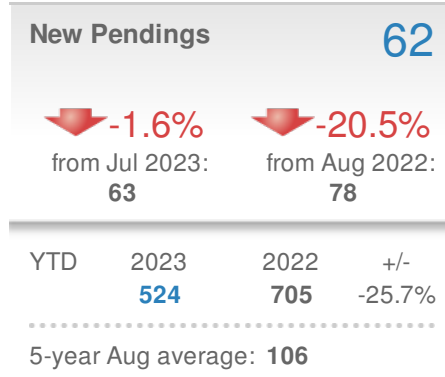 New Pendings 62
-1.6% -20.5%
from Jul 2023: from Aug 2022:
63 78
YTD 2023 2022 +/-
524 705 -25.7%
5-year Aug average: 106